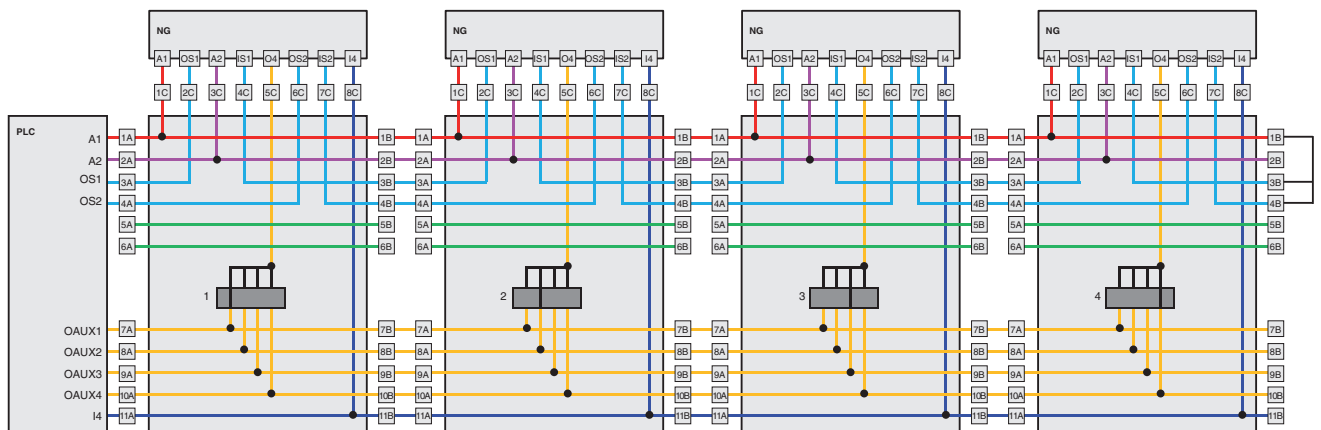 NG NG NG NG
A1 OS1 A2 IS1 O4 OS2 IS2 I4 A1 OS1 A2 IS1 O4 OS2 IS2 I4 A1 OS1 A2 IS1 O4 OS2 IS2 I4 A1 OS1 A2 IS1 O4 OS2 IS2 I4
1C 2C 3C 4C 5C 6C 7C 8C 1C 2C 3C 4C 5C 6C 7C 8C 1C 2C 3C 4C 5C 6C 7C 8C 1C 2C 3C 4C 5C 6C 7C 8C
PLC
A1 1A 1B 1A 1B 1A 1B 1A 1B
A2 2A 2B 2A 2B 2A 2B 2A 2B
OS1 3A 3B 3A 3B 3A 3B 3A 3B
OS2 4A 4B 4A 4B 4A 4B 4A 4B
5A 5B 5A 5B 5A 5B 5A 5B
6A 6B 6A 6B 6A 6B 6A 6B
1 2 3 4
OAUX1 7A 7B 7A 7B 7A 7B 7A 7B
OAUX2 8A 8B 8A 8B 8A 8B 8A 8B
OAUX3 9A 9B 9A 9B 9A 9B 9A 9B
OAUX4 10A 10B 10A 10B 10A 10B 10A 10B
I4 11A 11B 11A 11B 11A 11B 11A 11B